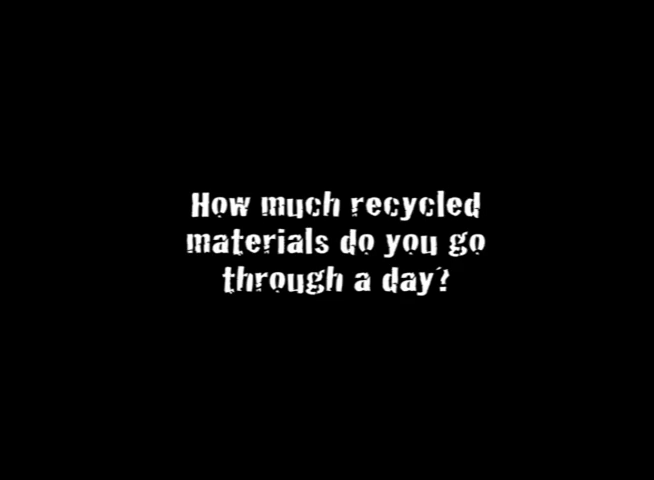 How much recycled
materials do you go
through a day?